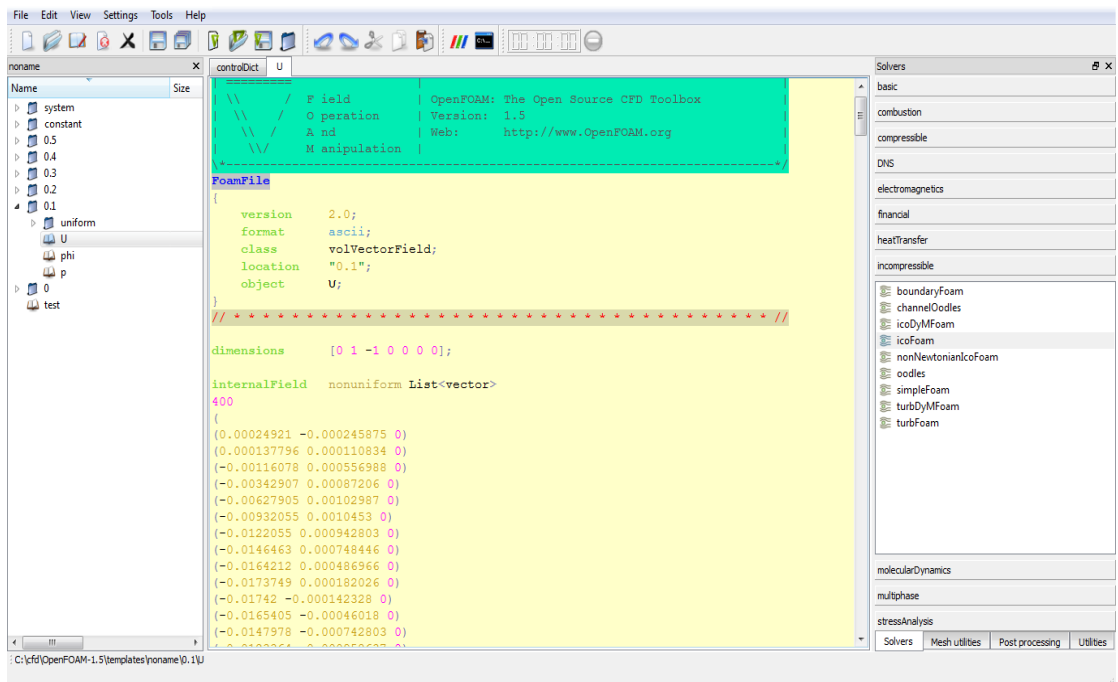 File Edit View Settings Tools Help
noname
Name Size
system
constant
0.5
0.4
0.3
0.2
0.1
uniform
U
phi
p
0
test
controlDict U
| ========= | |
| \\ / F ield | OpenFOAM: The Open Source CFD Toolbox |
| \\ / O peration | Version: 1.5 |
| \\ / A nd | Web: http://www.OpenFOAM.org |
| \\/ M anipulation | |
\*---------------------------------------------------------------------------*/
FoamFile
{
version 2.0;
format ascii;
class volVectorField;
location "0.1";
object U;
}
// * * * * * * * * * * * * * * * * * * * * * * * * * * * * * * * * * * * * * //
dimensions [0 1 -1 0 0 0 0];
internalField nonuniform List<vector>
400
(
(0.00024921 -0.000245875 0)
(0.000137796 0.000110834 0)
(-0.00116078 0.000556988 0)
(-0.00342907 0.00087206 0)
(-0.00627905 0.00102987 0)
(-0.00932055 0.0010453 0)
(-0.0122055 0.000942803 0)
(-0.0146463 0.000748446 0)
(-0.0164212 0.000486966 0)
(-0.0173749 0.000182026 0)
(-0.01742 -0.000142328 0)
(-0.0165405 -0.00046018 0)
(-0.0147978 -0.000742803 0)
Solvers
basic
combustion
compressible
DNS
electromagnetics
financial
heatTransfer
incompressible
boundaryFoam
channelOodles
icoDyMFoam
icoFoam
nonNewtonianIcoFoam
oodles
simpleFoam
turbDyMFoam
turbFoam
molecularDynamics
multiphase
stressAnalysis
Solvers Mesh utilities Post processing Utilities
C:\cfd\OpenFOAM-1.5\templates\noname\0.1\U